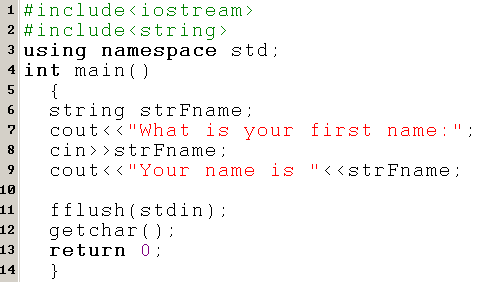 1 #include<iostream>
2 #include<string>
3 using namespace std;
4 int main()
5 {
6 string strFname;
7 cout<<"What is your first name:";
8 cin>>strFname;
9 cout<<"Your name is "<<strFname;
10
11 fflush(stdin);
12 getchar();
13 return 0;
14 }